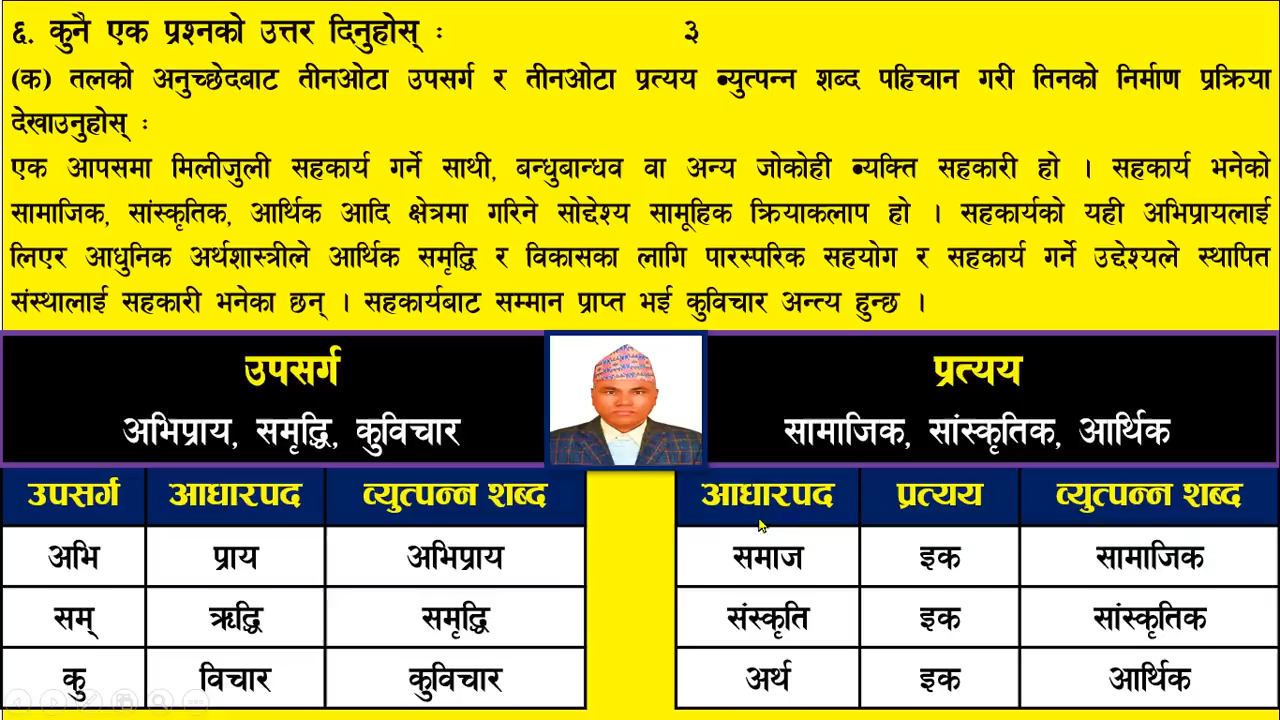 ६. कुनै एक प्रश्नको उत्तर दिनुहोस् : ३
(क) तलको अनुच्छेदबाट तीनओटा उपसर्ग र तीनओटा प्रत्यय व्युत्पन्न शब्द पहिचान गरी तिनको निर्माण प्रक्रिया
देखाउनुहोस् :
एक आपसमा मिलीजुली सहकार्य गर्ने साथी, बन्धुबान्धव वा अन्य जोकोही व्यक्ति सहकारी हो । सहकार्य भनेको
सामाजिक, सांस्कृतिक, आर्थिक आदि क्षेत्रमा गरिने सोद्देश्य सामूहिक क्रियाकलाप हो । सहकार्यको यही अभिप्रायलाई
लिएर आधुनिक अर्थशास्त्रीले आर्थिक समृद्धि र विकासका लागि पारस्परिक सहयोग र सहकार्य गर्ने उद्देश्यले स्थापित
संस्थालाई सहकारी भनेका छन् । सहकार्यबाट सम्मान प्राप्त भई कुविचार अन्त्य हुन्छ ।
उपसर्ग प्रत्यय
अभिप्राय, समृद्धि, कुविचार सामाजिक, सांस्कृतिक, आर्थिक
उपसर्ग आधारपद व्युत्पन्न शब्द आधारपद प्रत्यय व्युत्पन्न शब्द
अभि प्राय अभिप्राय समाज इक सामाजिक
सम् ऋद्धि समृद्धि संस्कृति इक सांस्कृतिक
कु विचार कुविचार अर्थ इक आर्थिक